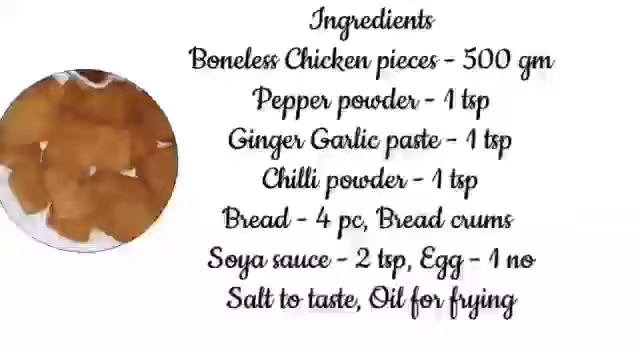 Ingredients
Boneless Chicken pieces - 500 gm
Pepper powder - 1 tsp
Ginger Garlic paste - 1 tsp
Chilli powder - 1 tsp
Bread - 4 pc, Bread crums
Soya sauce - 2 tsp, Egg - 1 no
Salt to taste, Oil for frying